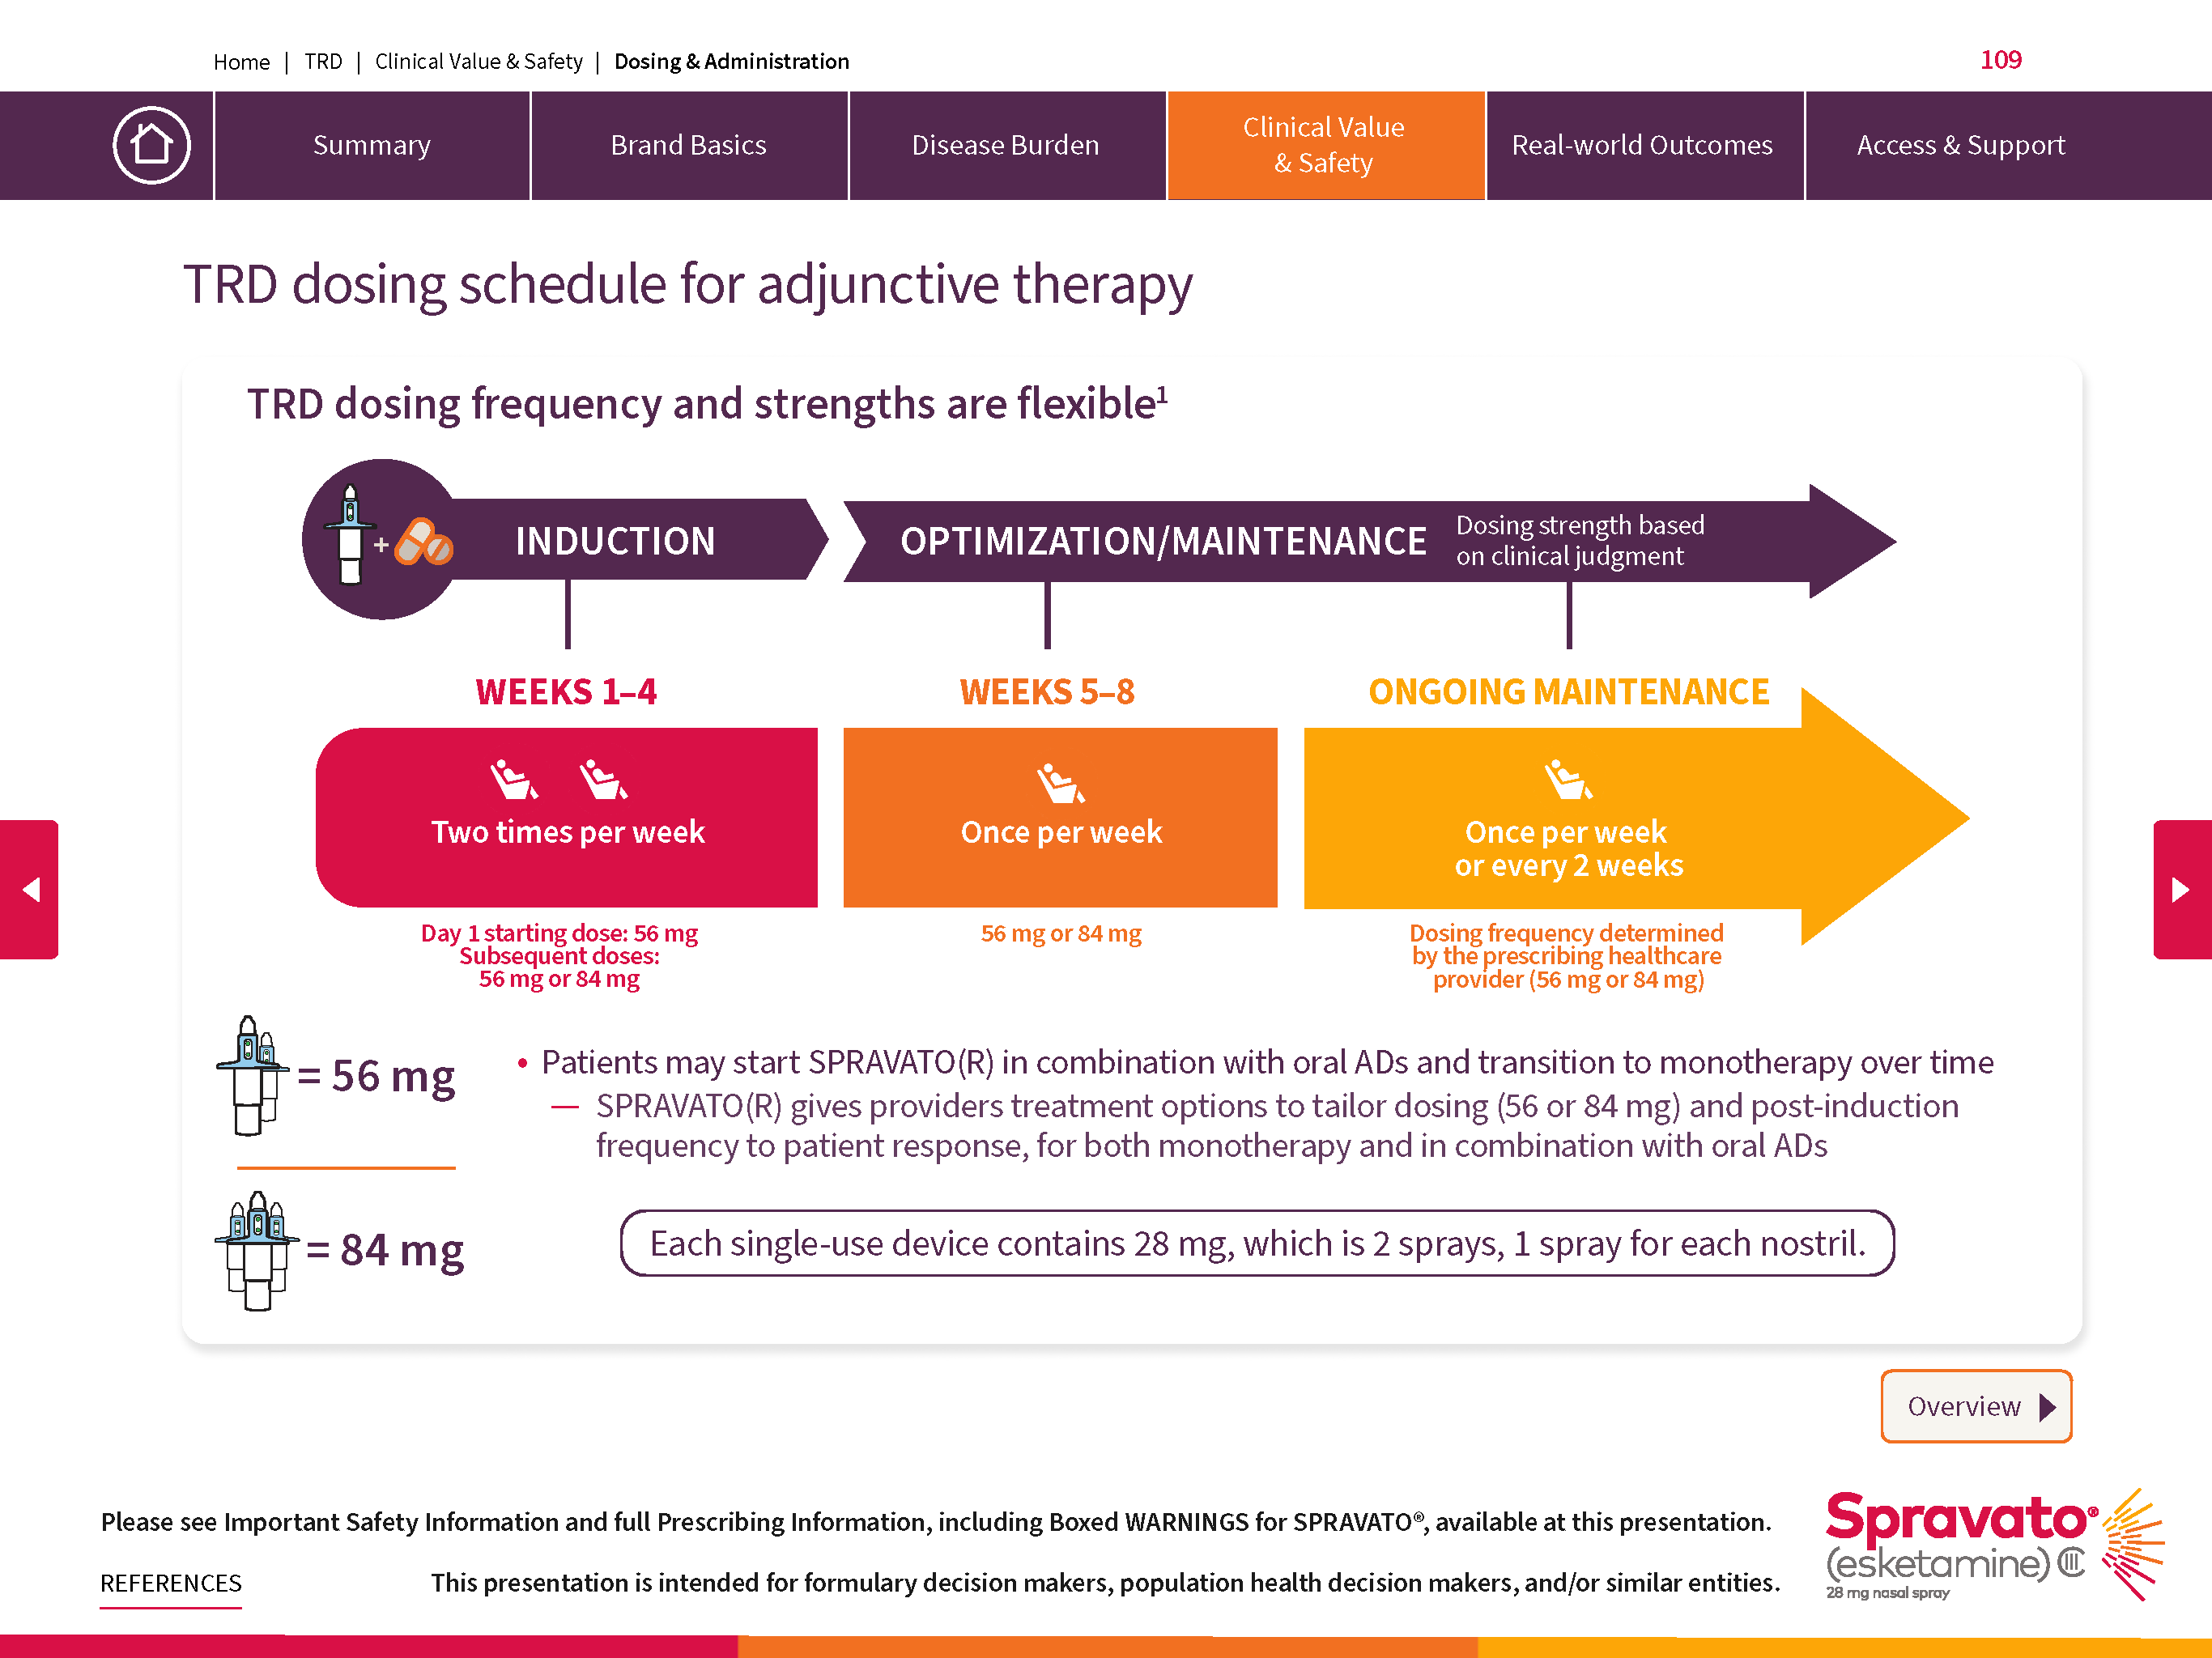 Home | TRD | Clinical Value & Safety | Dosing & Administration
109
Summary
Brand Basics
Disease Burden
Clinical Value
& Safety
Real-world Outcomes
Access & Support
TRD dosing schedule for adjunctive therapy
TRD dosing frequency and strengths are flexible¹
+
INDUCTION
OPTIMIZATION/MAINTENANCE
Dosing strength based
on clinical judgment
WEEKS 1–4
WEEKS 5–8
ONGOING MAINTENANCE
Two times per week
Once per week
Once per week
or every 2 weeks
Day 1 starting dose: 56 mg
Subsequent doses:
56 mg or 84 mg
56 mg or 84 mg
Dosing frequency determined
by the prescribing healthcare
provider (56 mg or 84 mg)
= 56 mg
• Patients may start SPRAVATO(R) in combination with oral ADs and transition to monotherapy over time
— SPRAVATO(R) gives providers treatment options to tailor dosing (56 or 84 mg) and post-induction
frequency to patient response, for both monotherapy and in combination with oral ADs
= 84 mg
Each single-use device contains 28 mg, which is 2 sprays, 1 spray for each nostril.
Overview
Please see Important Safety Information and full Prescribing Information, including Boxed WARNINGS for SPRAVATO®, available at this presentation.
REFERENCES
This presentation is intended for formulary decision makers, population health decision makers, and/or similar entities.
Spravato®
(esketamine) CIII
28 mg nasal spray